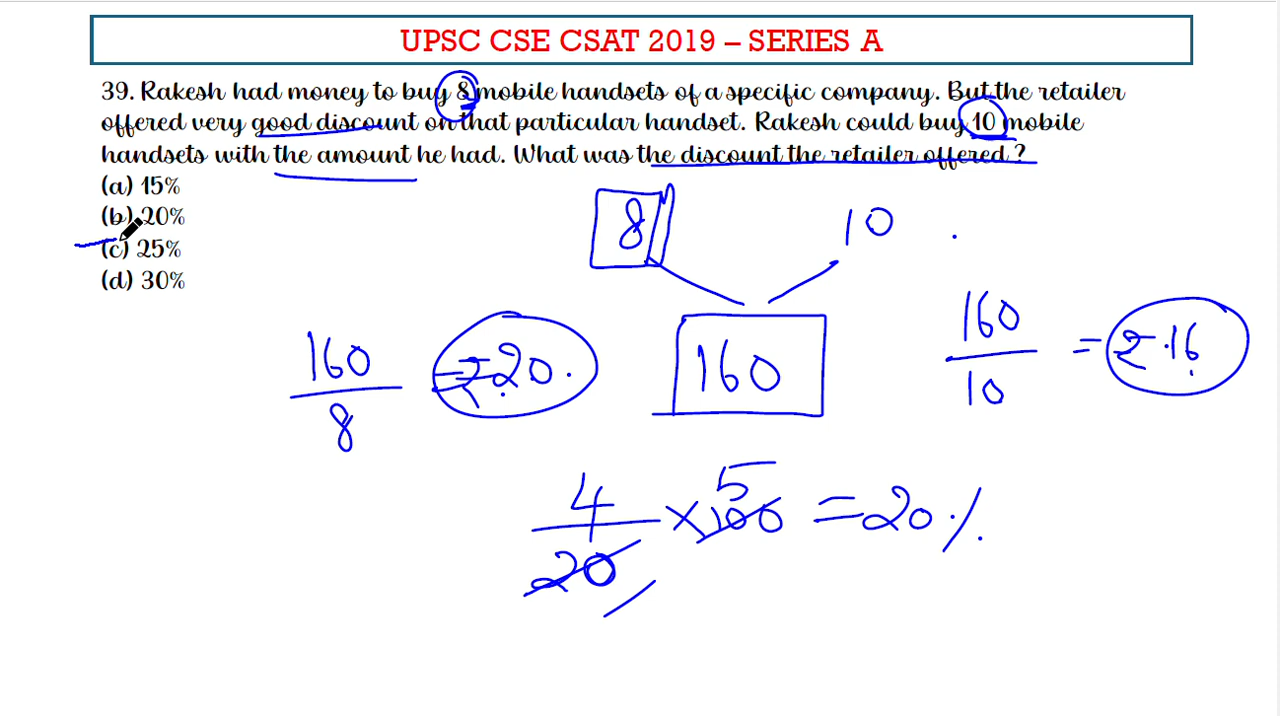 UPSC CSE CSAT 2019 – SERIES A
39. Rakesh had money to buy 8 mobile handsets of a specific company. But the retailer
offered very good discount on that particular handset. Rakesh could buy 10 mobile
handsets with the amount he had. What was the discount the retailer offered?
(a) 15%
(b) 20%
(c) 25%
(d) 30%
8
10
160
8
= ₹20.
160
160
10
= ₹.16
4
20
× 100
5
= 20%